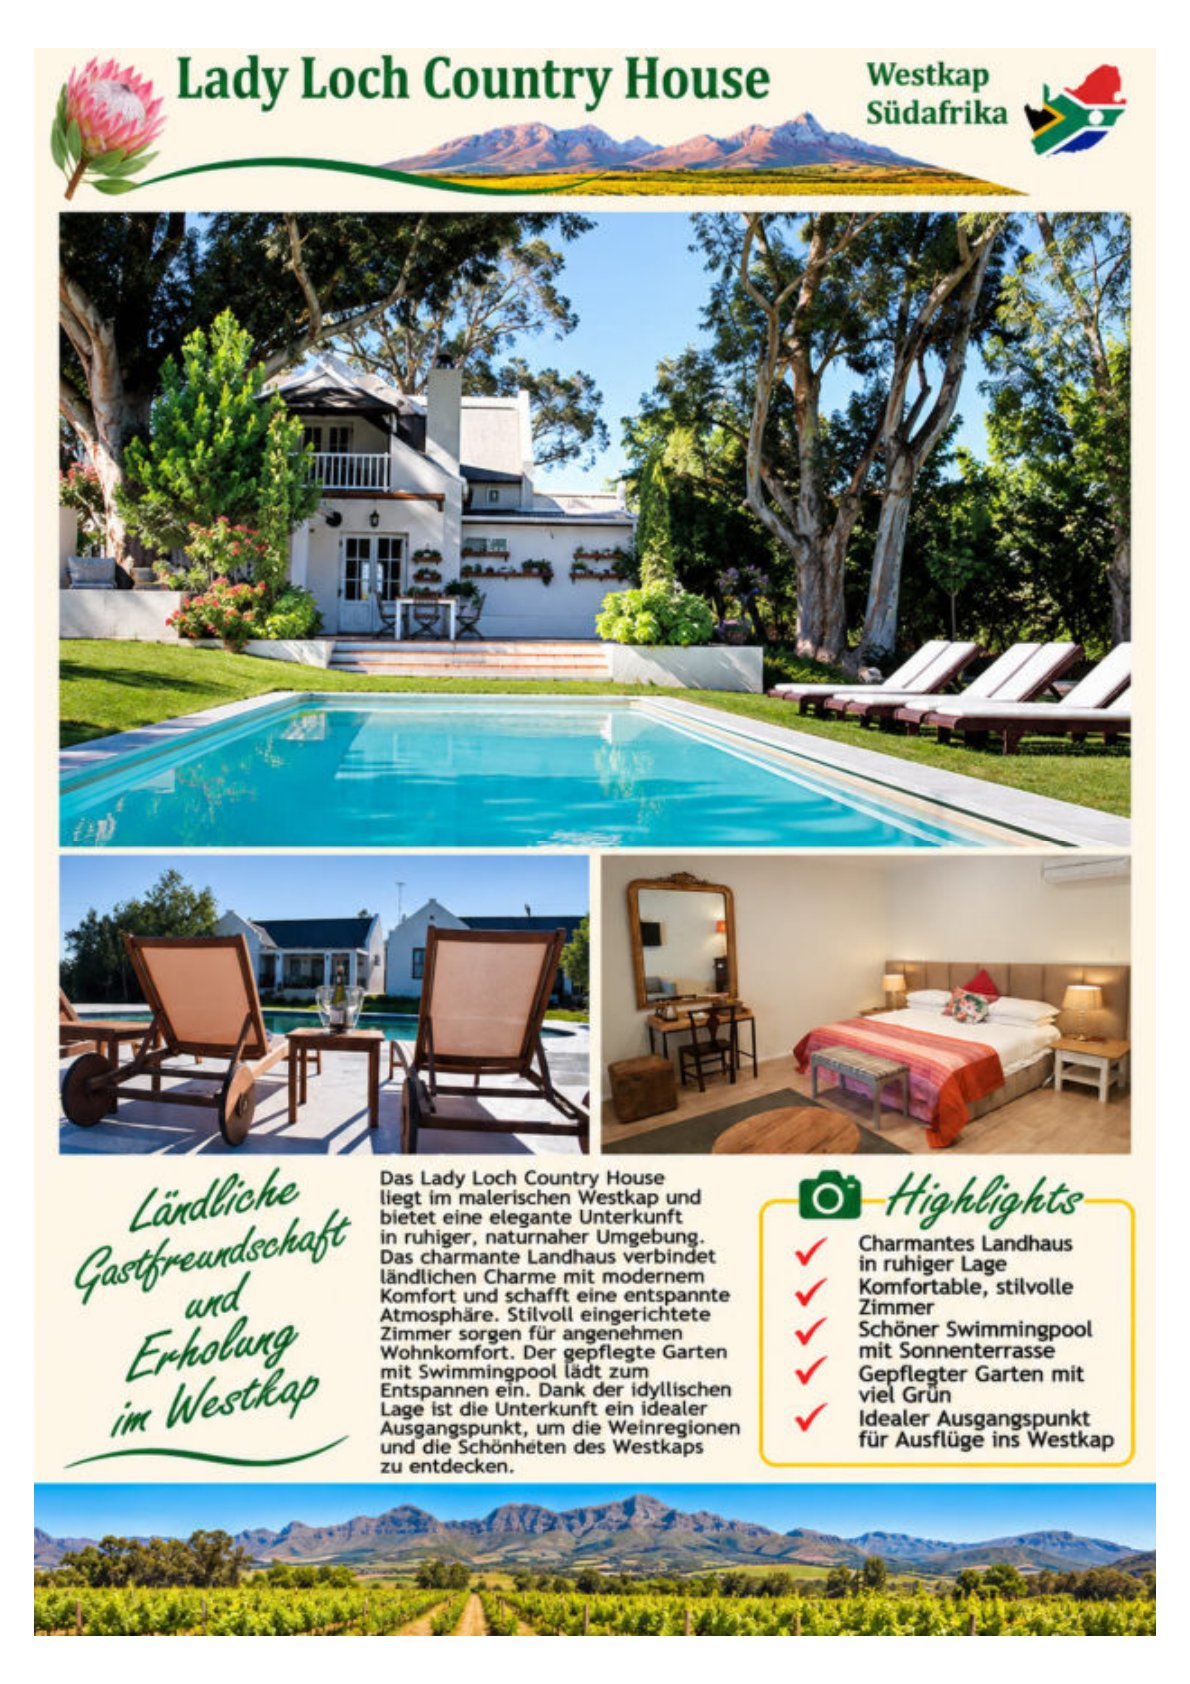 Lady Loch Country House
Westkap
Südafrika
Ländliche
Gastfreundschaft
und
Erholung
im Westkap
Das Lady Loch Country House
liegt im malerischen Westkap und
bietet eine elegante Unterkunft
in ruhiger, naturnaher Umgebung.
Das charmante Landhaus verbindet
ländlichen Charme mit modernem
Komfort und schafft eine entspannte
Atmosphäre. Stilvoll eingerichtete
Zimmer sorgen für angenehmen
Wohnkomfort. Der gepflegte Garten
mit Swimmingpool lädt zum
Entspannen ein. Dank der idyllischen
Lage ist die Unterkunft ein idealer
Ausgangspunkt, um die Weinregionen
und die Schönheten des Westkaps
zu entdecken.
Highlights
Charmantes Landhaus
in ruhiger Lage
Komfortable, stilvolle
Zimmer
Schöner Swimmingpool
mit Sonnenterrasse
Gepflegter Garten mit
viel Grün
Idealer Ausgangspunkt
für Ausflüge ins Westkap